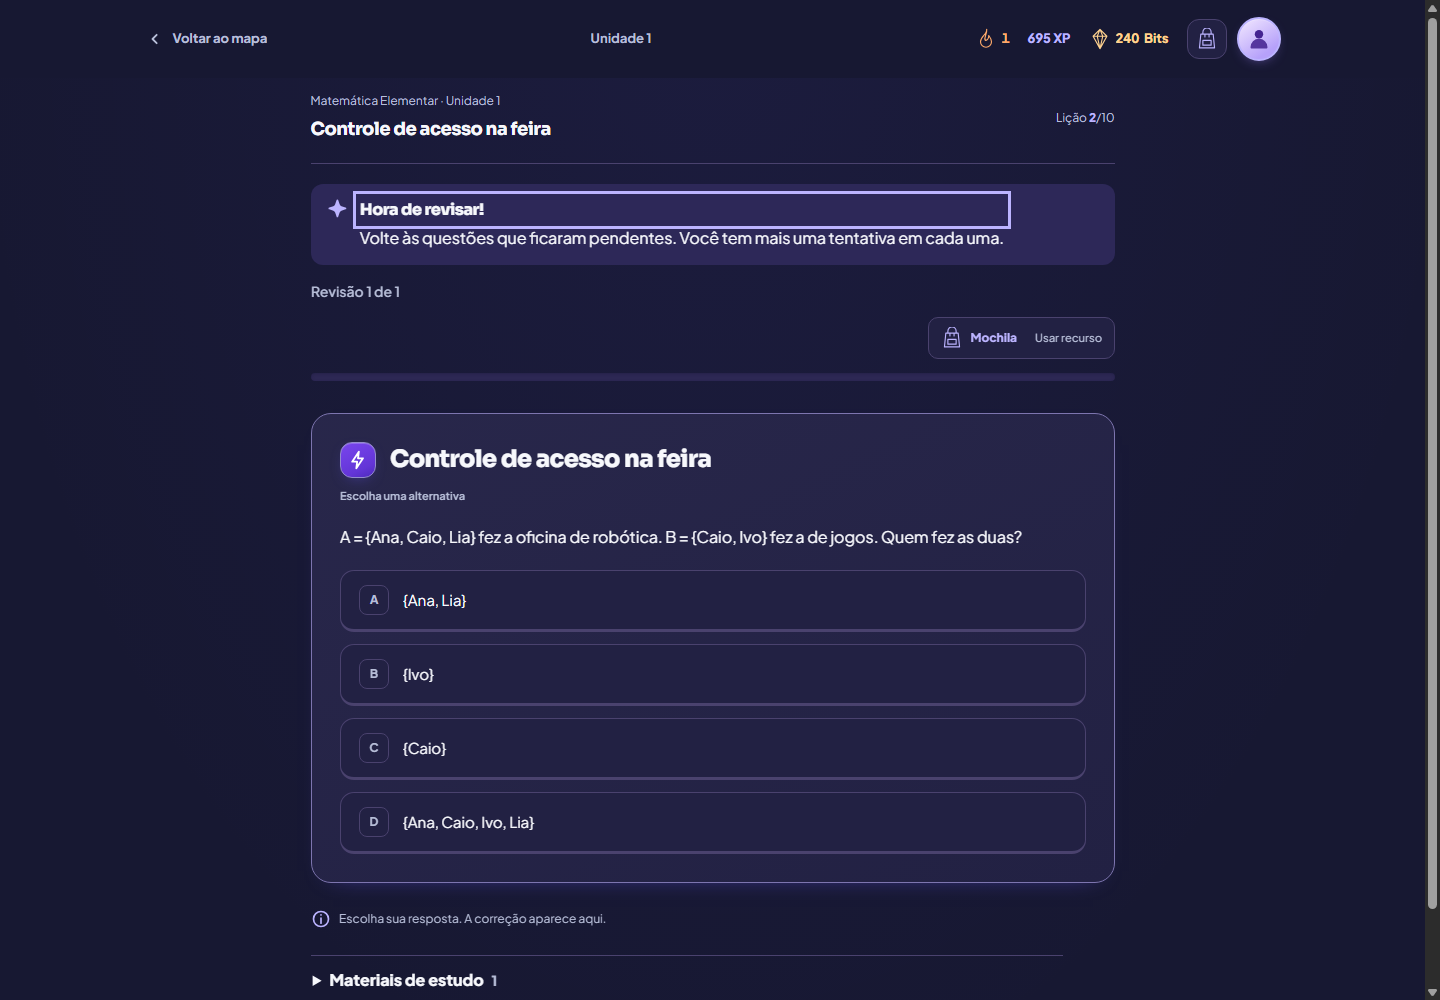 Voltar ao mapa
Unidade 1
1
695 XP
240 Bits
Matemática Elementar · Unidade 1
Controle de acesso na feira
Lição 2/10
Hora de revisar!
Volte às questões que ficaram pendentes. Você tem mais uma tentativa em cada uma.
Revisão 1 de 1
Mochila
Usar recurso
Controle de acesso na feira
Escolha uma alternativa
A = {Ana, Caio, Lia} fez a oficina de robótica. B = {Caio, Ivo} fez a de jogos. Quem fez as duas?
A {Ana, Lia}
B {Ivo}
C {Caio}
D {Ana, Caio, Ivo, Lia}
Escolha sua resposta. A correção aparece aqui.
Materiais de estudo 1